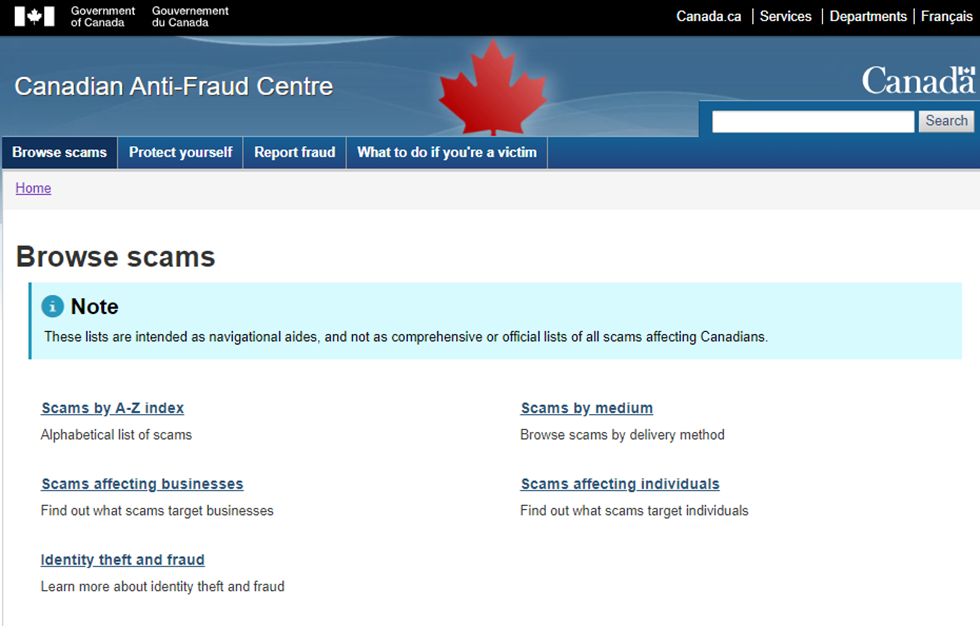 Government of Canada
Gouvernement du Canada
Canada.ca | Services | Departments | Français
Canadian Anti-Fraud Centre
Canada
Search
Browse scams
Protect yourself
Report fraud
What to do if you're a victim
Home
Browse scams
i Note
These lists are intended as navigational aides, and not as comprehensive or official lists of all scams affecting Canadians.
Scams by A-Z index
Alphabetical list of scams
Scams by medium
Browse scams by delivery method
Scams affecting businesses
Find out what scams target businesses
Scams affecting individuals
Find out what scams target individuals
Identity theft and fraud
Learn more about identity theft and fraud